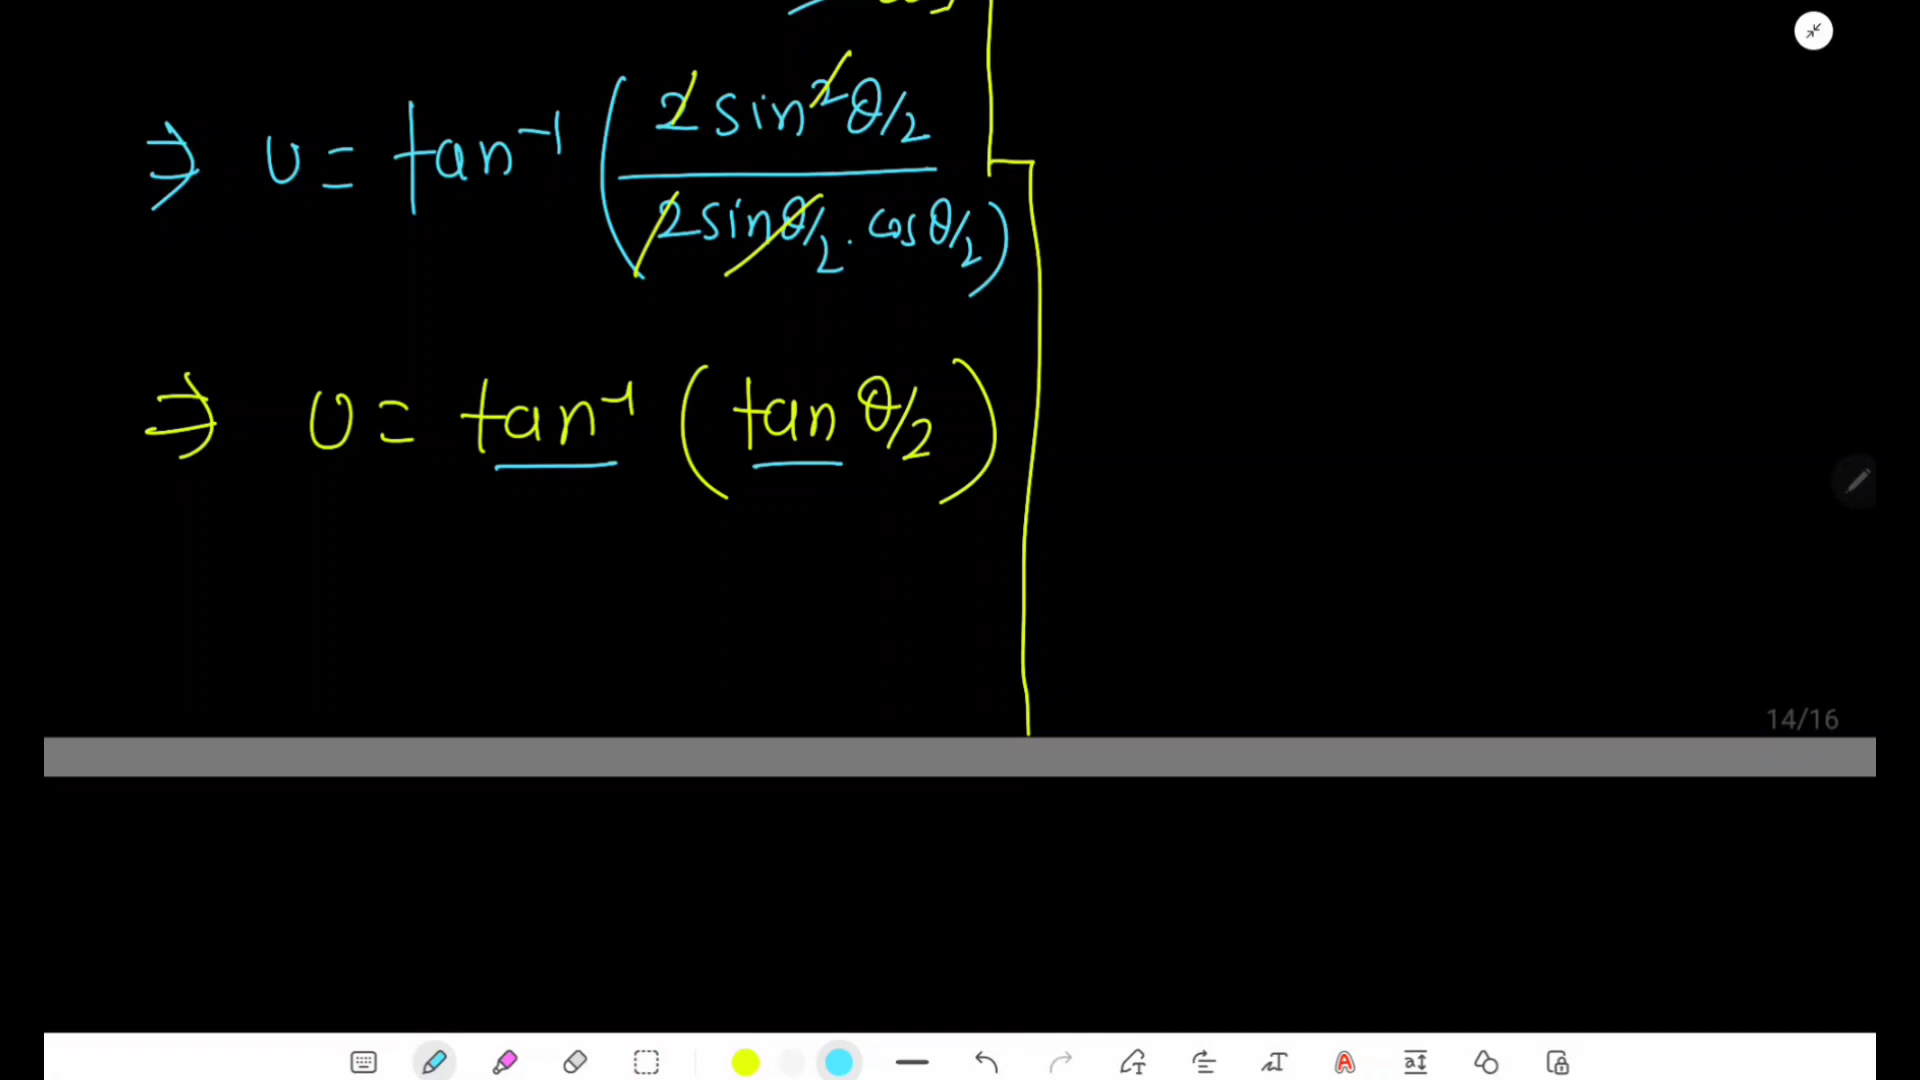 ⇒ U = tan⁻¹ ( 2 sin² θ/2 / 2 sin θ/2 . cos θ/2 )
⇒ U = tan⁻¹ ( tan θ/2 )
14/16